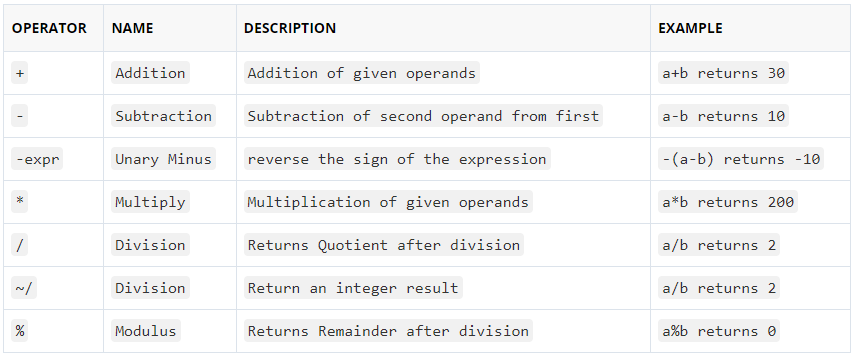 OPERATOR NAME DESCRIPTION EXAMPLE
+ Addition Addition of given operands a+b returns 30
- Subtraction Subtraction of second operand from first a-b returns 10
-expr Unary Minus reverse the sign of the expression -(a-b) returns -10
* Multiply Multiplication of given operands a*b returns 200
/ Division Returns Quotient after division a/b returns 2
~/ Division Return an integer result a/b returns 2
% Modulus Returns Remainder after division a%b returns 0